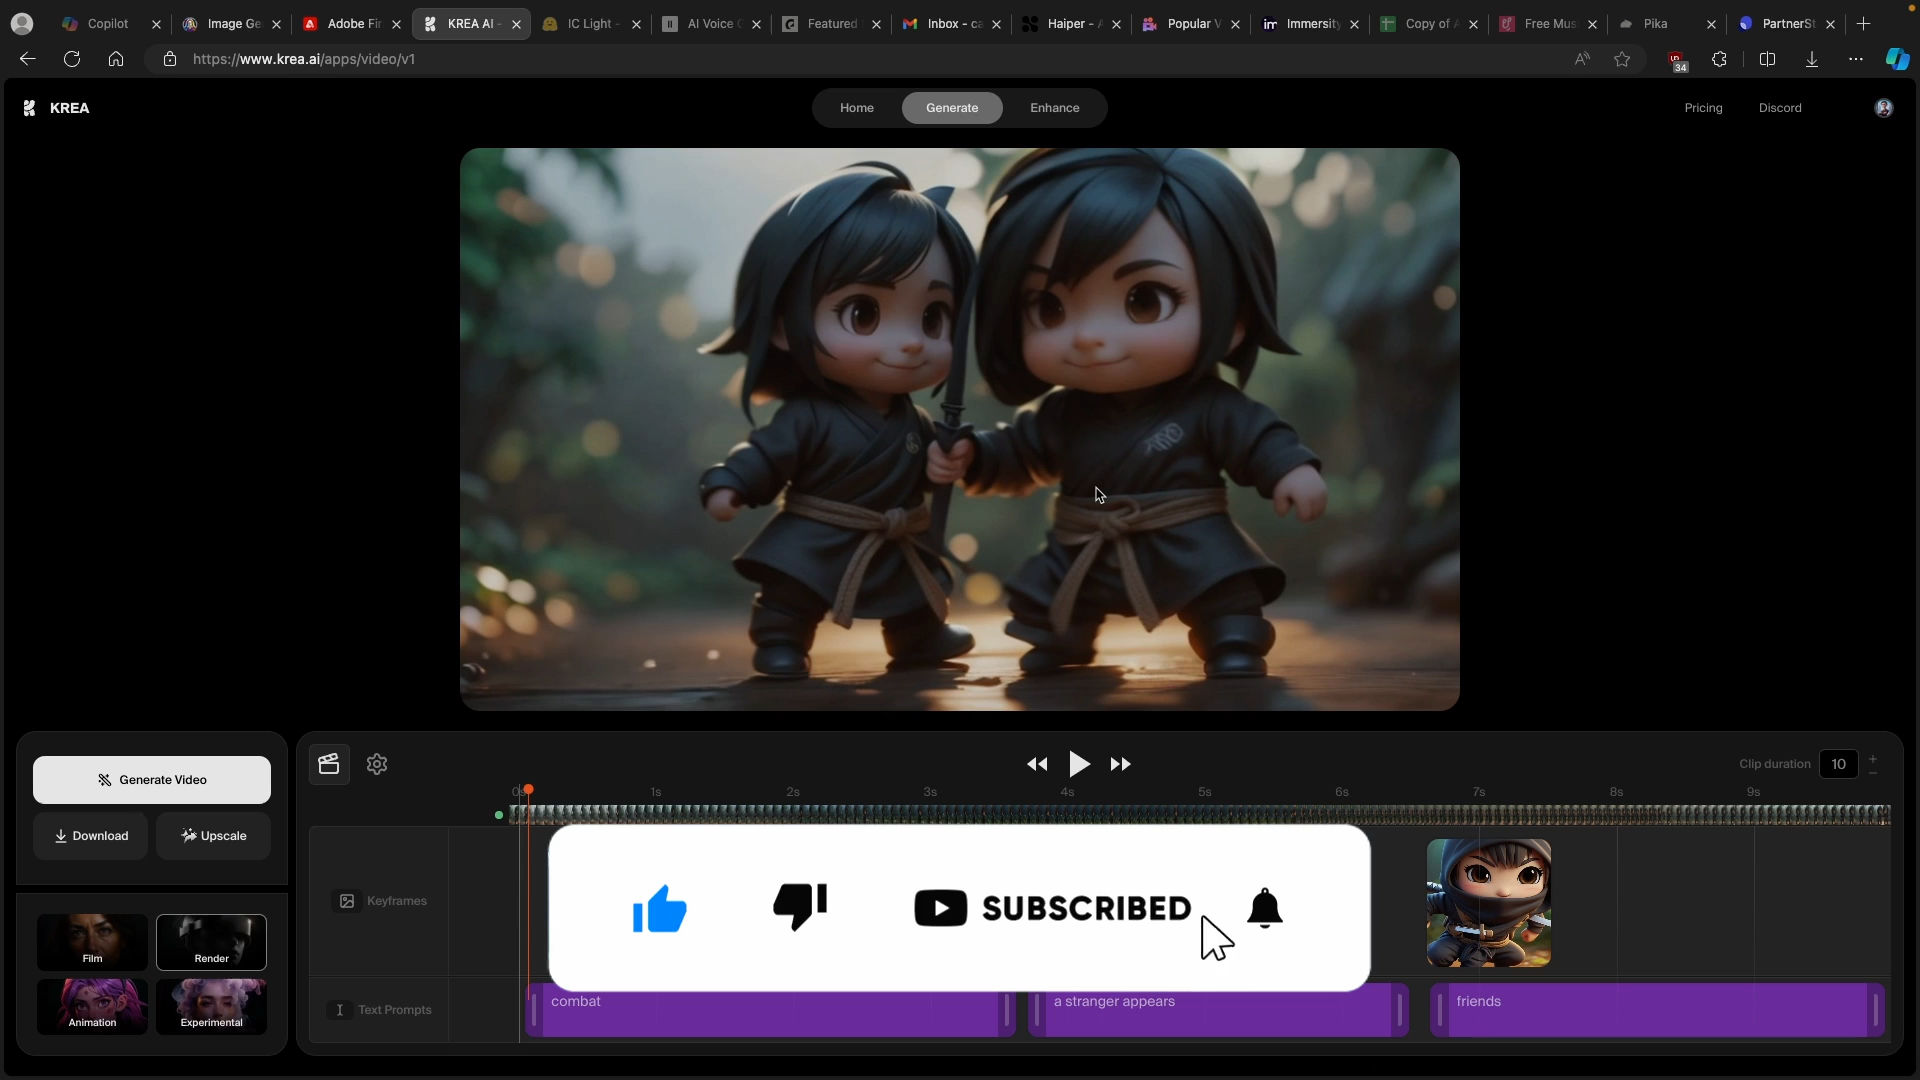 Copilot
Image Ge
Adobe Fir
KREA AI -
IC Light -
AI Voice
Featured
Inbox - ca
Haiper - A
Popular V
Immersity
Copy of A
Free Mus
Pika
PartnerSt
https://www.krea.ai/apps/video/v1
34
KREA
Home
Generate
Enhance
Pricing
Discord
Generate Video
Download
Upscale
Film
Render
Animation
Experimental
Clip duration
10
0s
1s
2s
3s
4s
5s
6s
7s
8s
9s
Keyframes
SUBSCRIBED
Text Prompts
combat
a stranger appears
friends